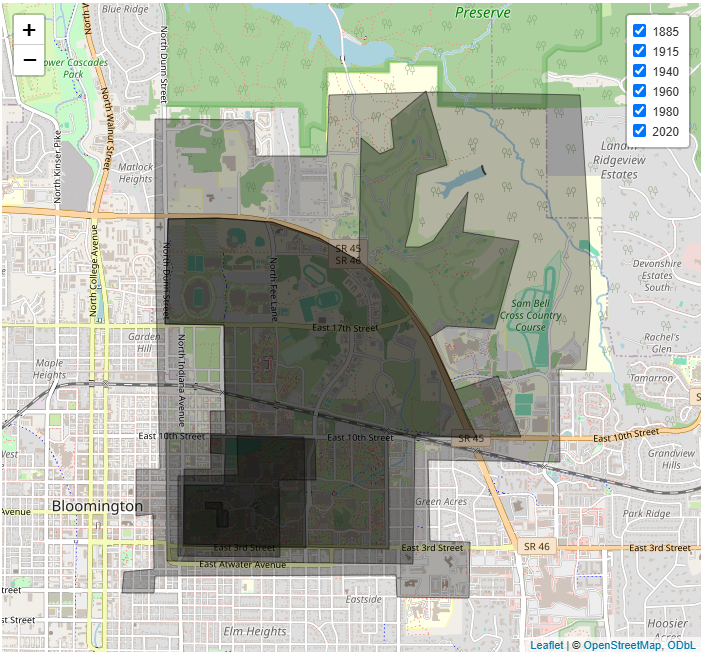 Preserve
Blue Ridge
North
+
−
1885
1915
1940
1960
1980
2020
ower Cascades
Park
North Dunn Street
North Walnut Street
North Kinser Pike
Matlock
Heights
Ridgeview
Estates
North College Avenue
North Dunn Street
North Fee Lane
SR 45
SR 46
Devonshire
Estates
South
Sam Bell
Cross Country
Course
East 17th Street
Garden
Hill
North Indiana Avenue
Rachel's
Glen
Maple
Heights
Tamarron
S
East 10th Street
East 10th Street
SR 45
East 10th Street
West
Grandview
Hills
Bloomington
Avenue
Green Acres
Park Ridge
East 3rd Street
East 3rd Street
SR 46
East 3rd Street
East Atwater Avenue
treet
Eastside
st Street
Elm Heights
Hoosier
Acres
Leaflet | © OpenStreetMap, ODbL